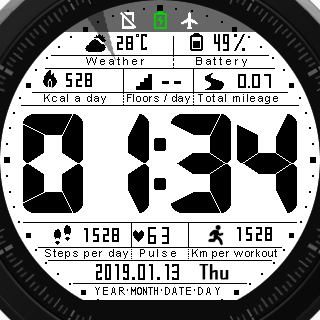 28°C 49%
Weather Battery
528 -- 0.07
Kcal a day Floors / day Total mileage
01:34
1528 63 1528
Steps per day Pulse Km per workout
2019.01.13 Thu
YEAR·MONTH·DATE·DAY